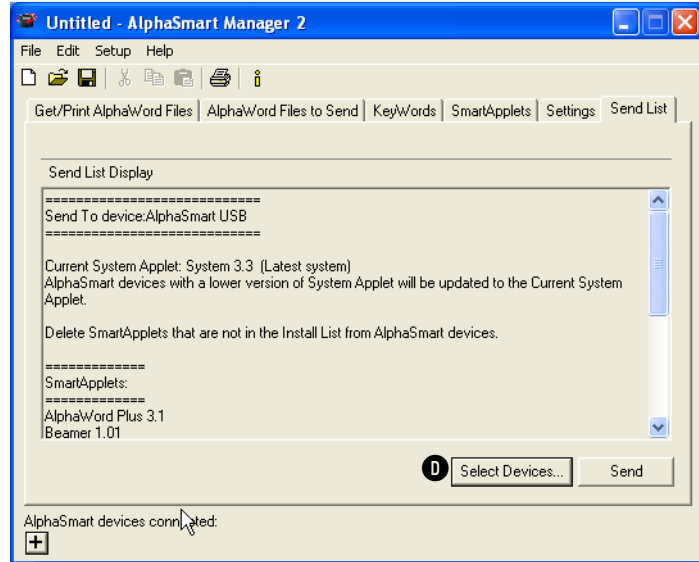 Untitled - AlphaSmart Manager 2
File Edit Setup Help
Get/Print AlphaWord Files AlphaWord Files to Send KeyWords SmartApplets Settings Send List
Send List Display
============================
Send To device:AlphaSmart USB
============================
Current System Applet: System 3.3 (Latest system)
AlphaSmart devices with a lower version of System Applet will be updated to the Current System
Applet.
Delete SmartApplets that are not in the Install List from AlphaSmart devices.
=============
SmartApplets:
=============
AlphaWord Plus 3.1
Beamer 1.01
D Select Devices... Send
AlphaSmart devices connected:
+